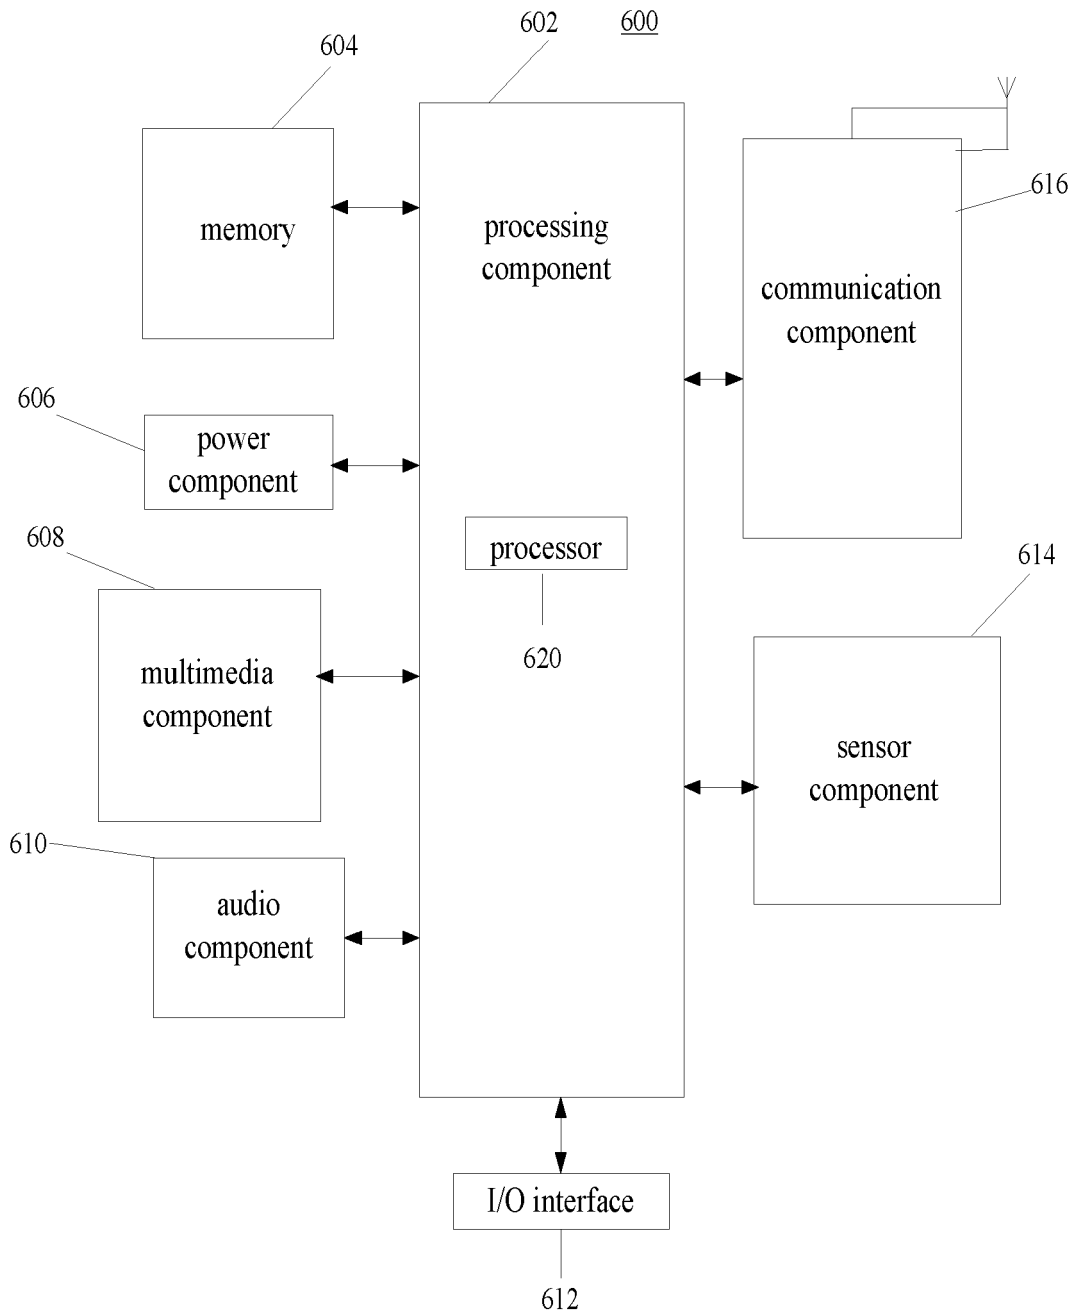 602
600
604
616
memory
processing
component
communication
component
606
power
component
608
processor
614
620
multimedia
component
sensor
component
610
audio
component
I/O interface
612